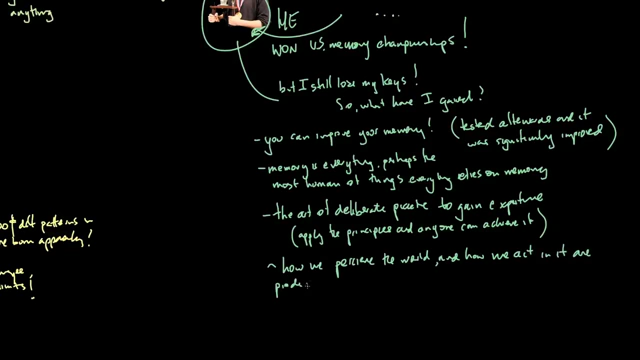 anything
ME
....
WON U.S. memory championships!
but I still lose my keys!
So, what have I gained?
- you can improve your memory! (tested afterwards and it
was significantly improved)
- memory is everything. perhaps the
most human of things everything relies on memory
- the art of deliberate practice to gain expertise
(apply the principles and anyone can achieve it)
- how we perceive the world, and how we act in it are
produ
patterns in
apparently?
limits!